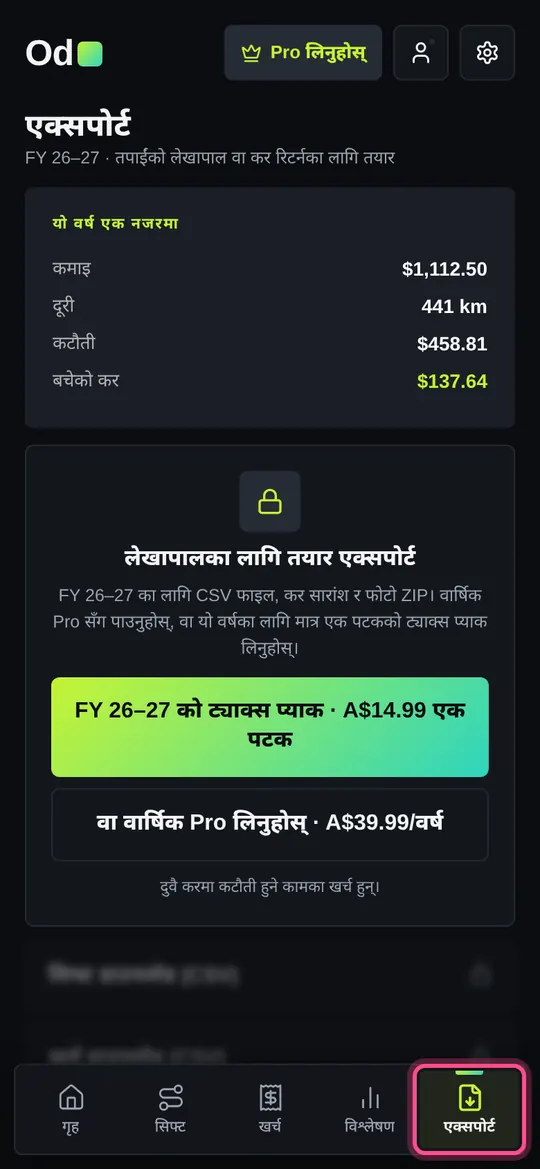 Od
Pro लिनुहोस्
एक्सपोर्ट
FY 26–27 · तपाईंको लेखापाल वा कर रिटर्नका लागि तयार
यो वर्ष एक नजरमा
कमाइ $1,112.50
दूरी 441 km
कटौती $458.81
बचेको कर $137.64
लेखापालका लागि तयार एक्सपोर्ट
FY 26–27 का लागि CSV फाइल, कर सारांश र फोटो ZIP। वार्षिक
Pro सँग पाउनुहोस्, वा यो वर्षका लागि मात्र एक पटकको ट्याक्स प्याक
लिनुहोस्।
FY 26–27 को ट्याक्स प्याक · A$14.99 एक
पटक
वा वार्षिक Pro लिनुहोस् · A$39.99/वर्ष
दुवै करमा कटौती हुने कामका खर्च हुन्।
गृह सिफ्ट खर्च विश्लेषण एक्सपोर्ट